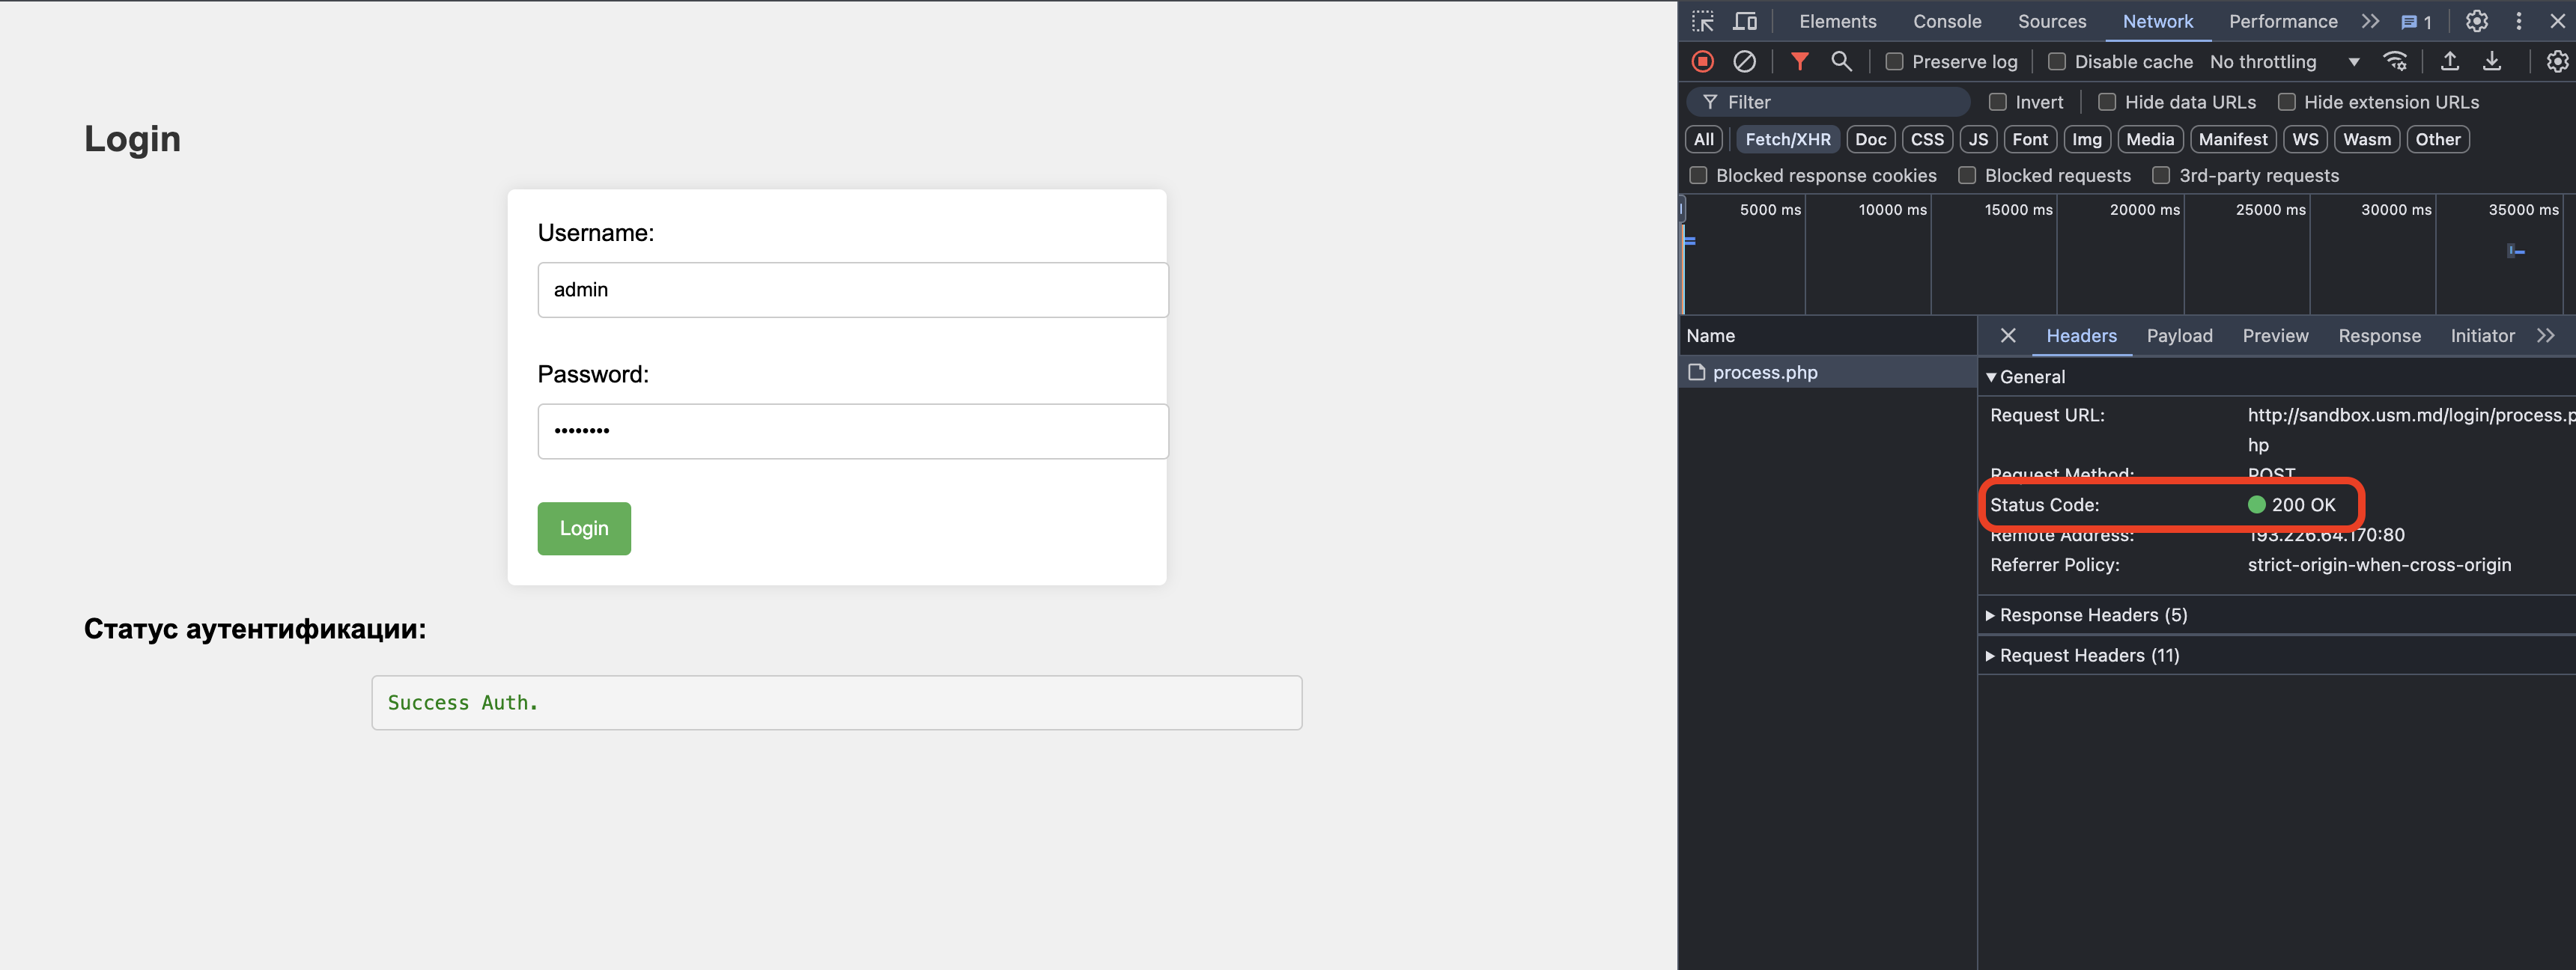 Login
Username:
admin
Password:
••••••••
Login
Статус аутентификации:
Success Auth.
Elements Console Sources Network Performance 1
Preserve log Disable cache No throttling
Filter Invert Hide data URLs Hide extension URLs
All Fetch/XHR Doc CSS JS Font Img Media Manifest WS Wasm Other
Blocked response cookies Blocked requests 3rd-party requests
5000 ms 10000 ms 15000 ms 20000 ms 25000 ms 30000 ms 35000 ms
Name
process.php
Headers Payload Preview Response Initiator
General
Request URL: http://sandbox.usm.md/login/process.p
hp
Request Method: POST
Status Code: 200 OK
Remote Address: 193.226.64.170:80
Referrer Policy: strict-origin-when-cross-origin
Response Headers (5)
Request Headers (11)